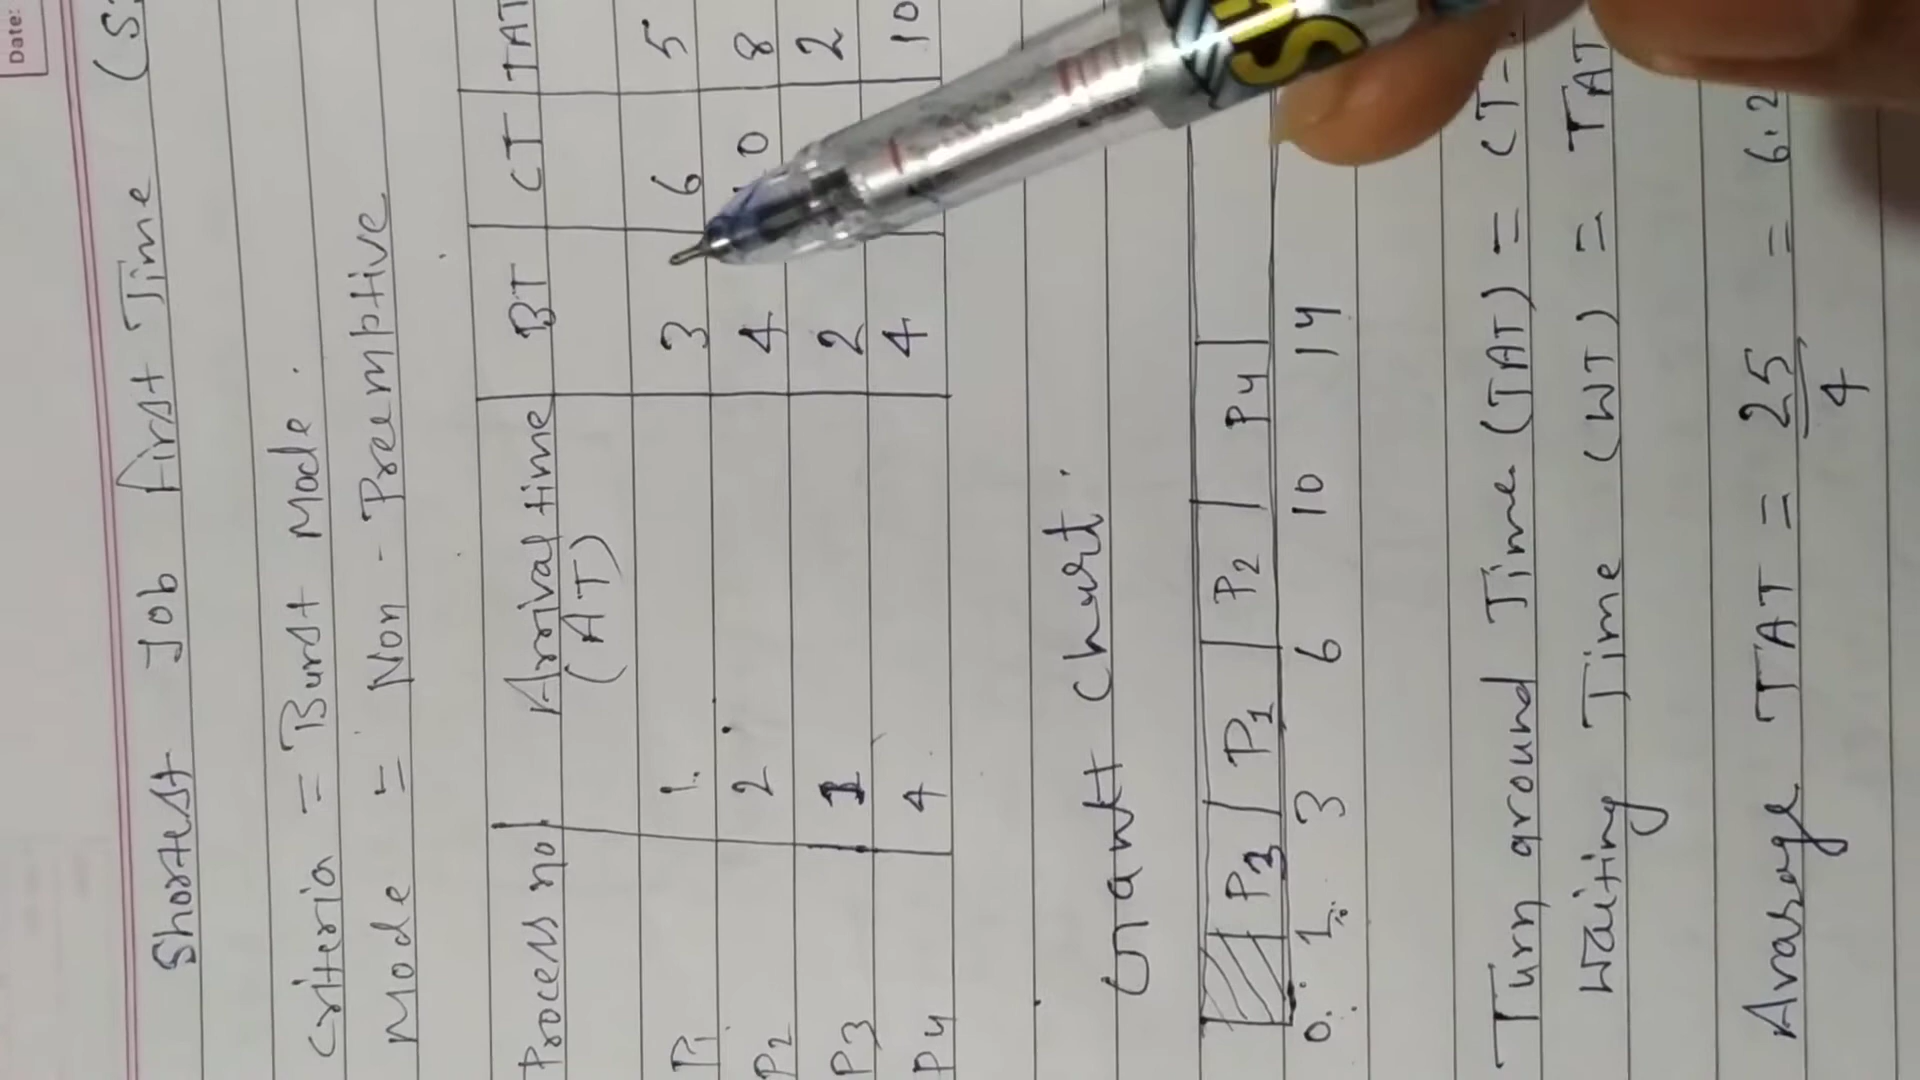 Date:
Shortest Job First Time (S
Criteria = Burst Mode.
Mode = Non - Preemptive
Process no Arrival time (AT) BT CT TAT
P1 1 3 6 5
P2 2 4 10 8
P3 1 2 2
P4 4 4 10
Grantt Chart.
P3 P1 P2 P4
0 1 3 6 10 14
Turn ground Time (TAT) = CT -
Waiting Time (WT) = TAT
Avarage TAT = 25/4 = 6.2